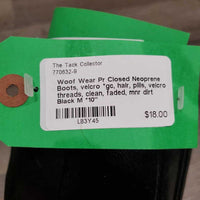 The Tack Collector
770632-9
Woof Wear Pr Closed Neoprene
Boots, velcro *gc, hair, pills, velcro
threads, clean, faded, mnr dirt
Black M *10"
$18.00
L83Y45